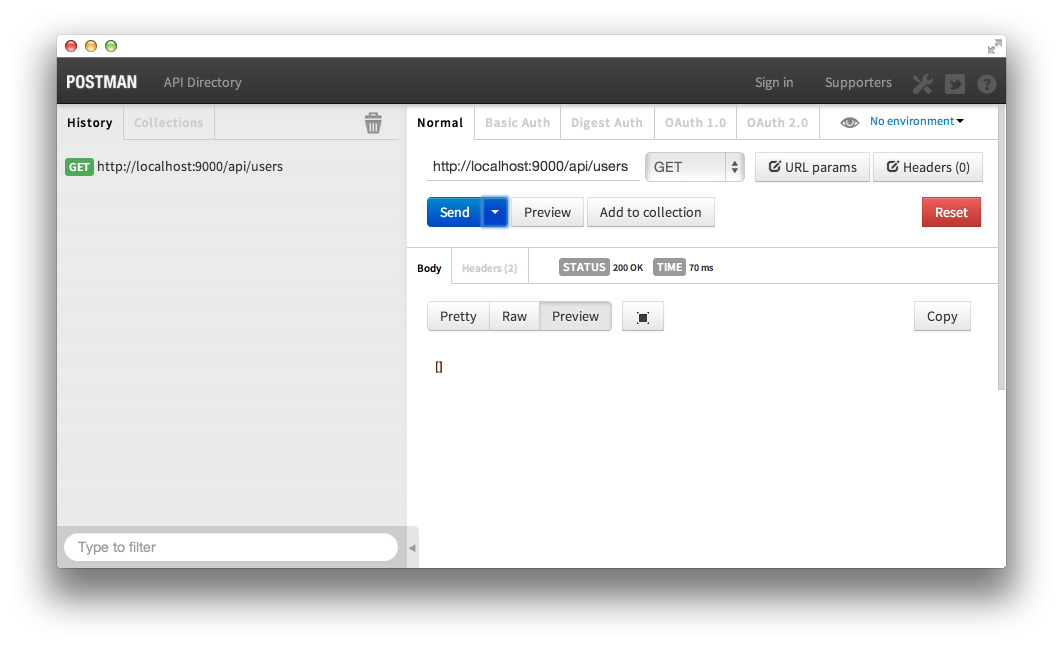 POSTMAN API Directory Sign in Supporters
History Collections
GET http://localhost:9000/api/users
Type to filter
Normal Basic Auth Digest Auth OAuth 1.0 OAuth 2.0 No environment
http://localhost:9000/api/users GET URL params Headers (0)
Send Preview Add to collection Reset
Body Headers (2) STATUS 200 OK TIME 70 ms
Pretty Raw Preview Copy
[]